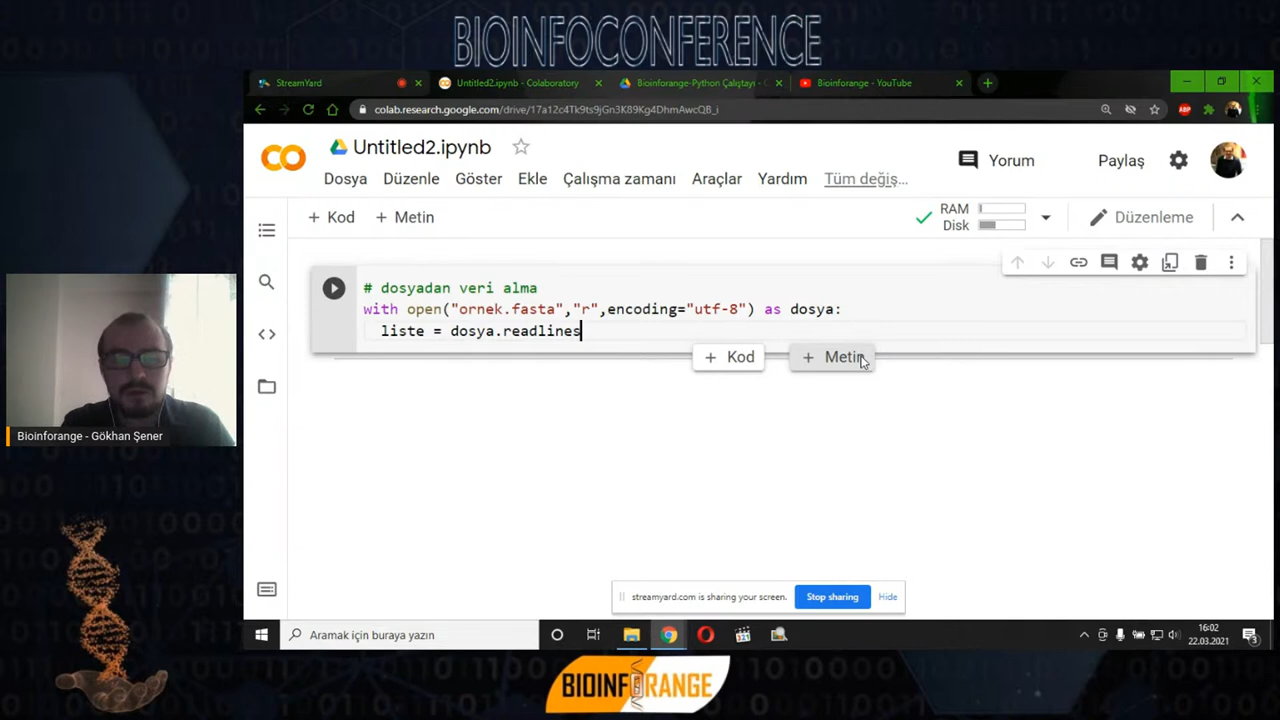 BIOINFOCONFERENCE
StreamYard
Untitled2.ipynb - Colaboratory
Bioinforange-Python Çalıştayı - 
Bioinforange - YouTube
colab.research.google.com/drive/17a12c4Tk9ts9jGn3K89Kg4DhmAwcQB_i
ABP
Untitled2.ipynb
Yorum
Paylaş
Dosya Düzenle Göster Ekle Çalışma zamanı Araçlar Yardım Tüm değiş...
+ Kod + Metin
RAM
Disk
Düzenleme
# dosyadan veri alma
with open("ornek.fasta","r",encoding="utf-8") as dosya:
liste = dosya.readlines
+ Kod + Metin
Bioinforange - Gökhan Şener
streamyard.com is sharing your screen. Stop sharing Hide
Aramak için buraya yazın
16:02
22.03.2021
3
BIOINFORANGE